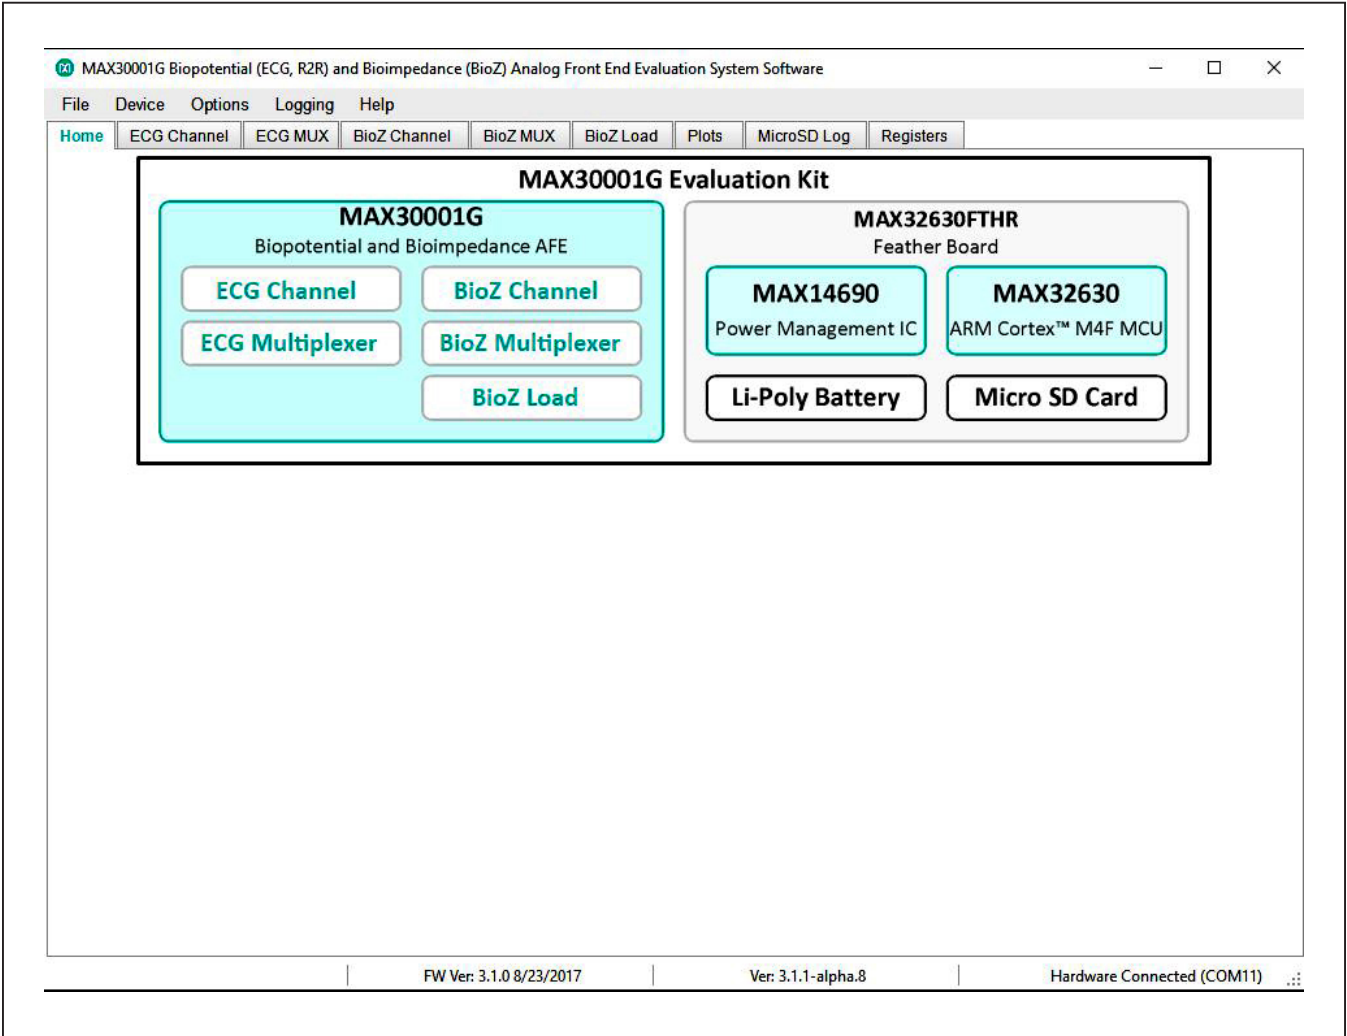 MAX30001G Biopotential (ECG, R2R) and Bioimpedance (BioZ) Analog Front End Evaluation System Software
File Device Options Logging Help
Home ECG Channel ECG MUX BioZ Channel BioZ MUX BioZ Load Plots MicroSD Log Registers
MAX30001G Evaluation Kit
MAX30001G
Biopotential and Bioimpedance AFE
ECG Channel BioZ Channel
ECG Multiplexer BioZ Multiplexer
BioZ Load
MAX32630FTHR
Feather Board
MAX14690 MAX32630
Power Management IC ARM Cortex™ M4F MCU
Li-Poly Battery Micro SD Card
FW Ver: 3.1.0 8/23/2017 Ver: 3.1.1-alpha.8 Hardware Connected (COM11)